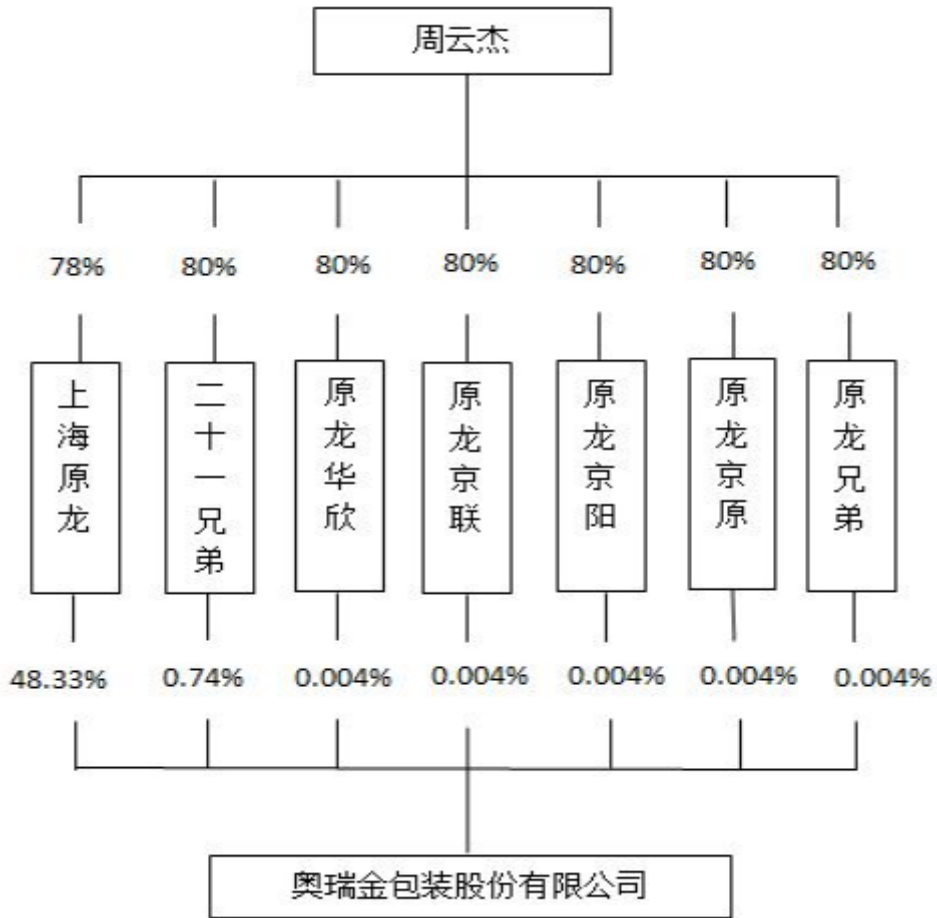 周云杰
78% 80% 80% 80% 80% 80% 80%
上海原龙
二十一兄弟
原龙华欣
原龙京联
原龙京阳
原龙京原
原龙兄弟
48.33% 0.74% 0.004% 0.004% 0.004% 0.004% 0.004%
奥瑞金包装股份有限公司